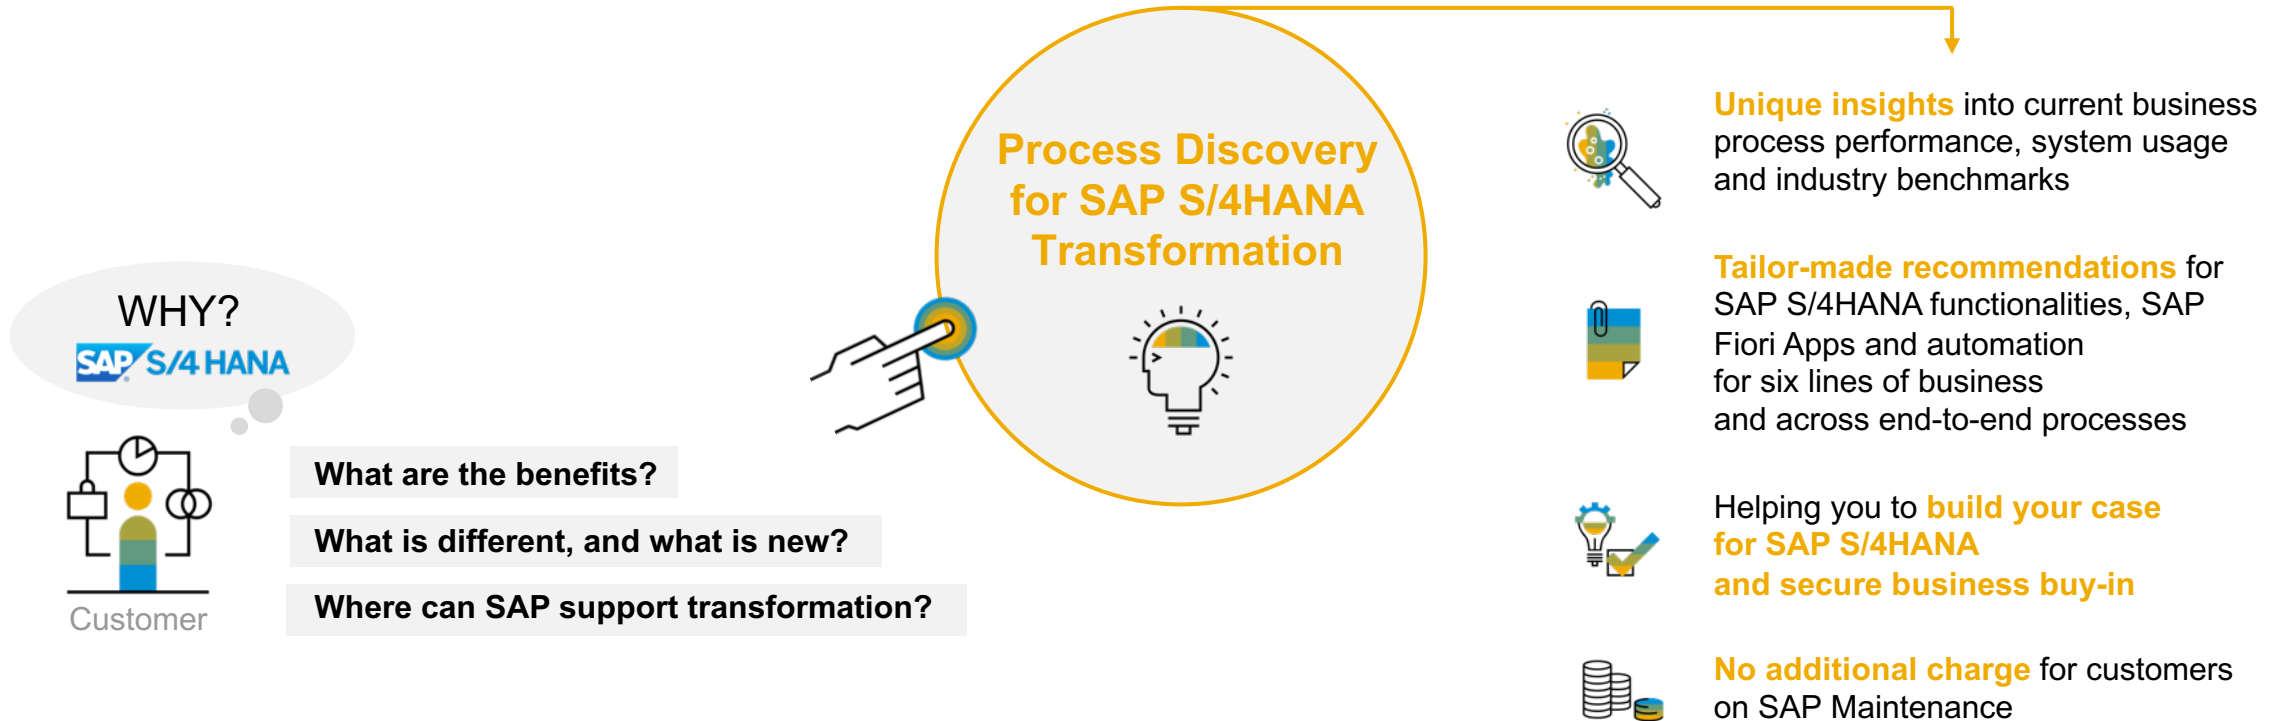 WHY?
SAP S/4 HANA
Customer
What are the benefits?
What is different, and what is new?
Where can SAP support transformation?
Process Discovery
for SAP S/4HANA
Transformation
Unique insights into current business
process performance, system usage
and industry benchmarks
Tailor-made recommendations for
SAP S/4HANA functionalities, SAP
Fiori Apps and automation
for six lines of business
and across end-to-end processes
Helping you to build your case
for SAP S/4HANA
and secure business buy-in
No additional charge for customers
on SAP Maintenance